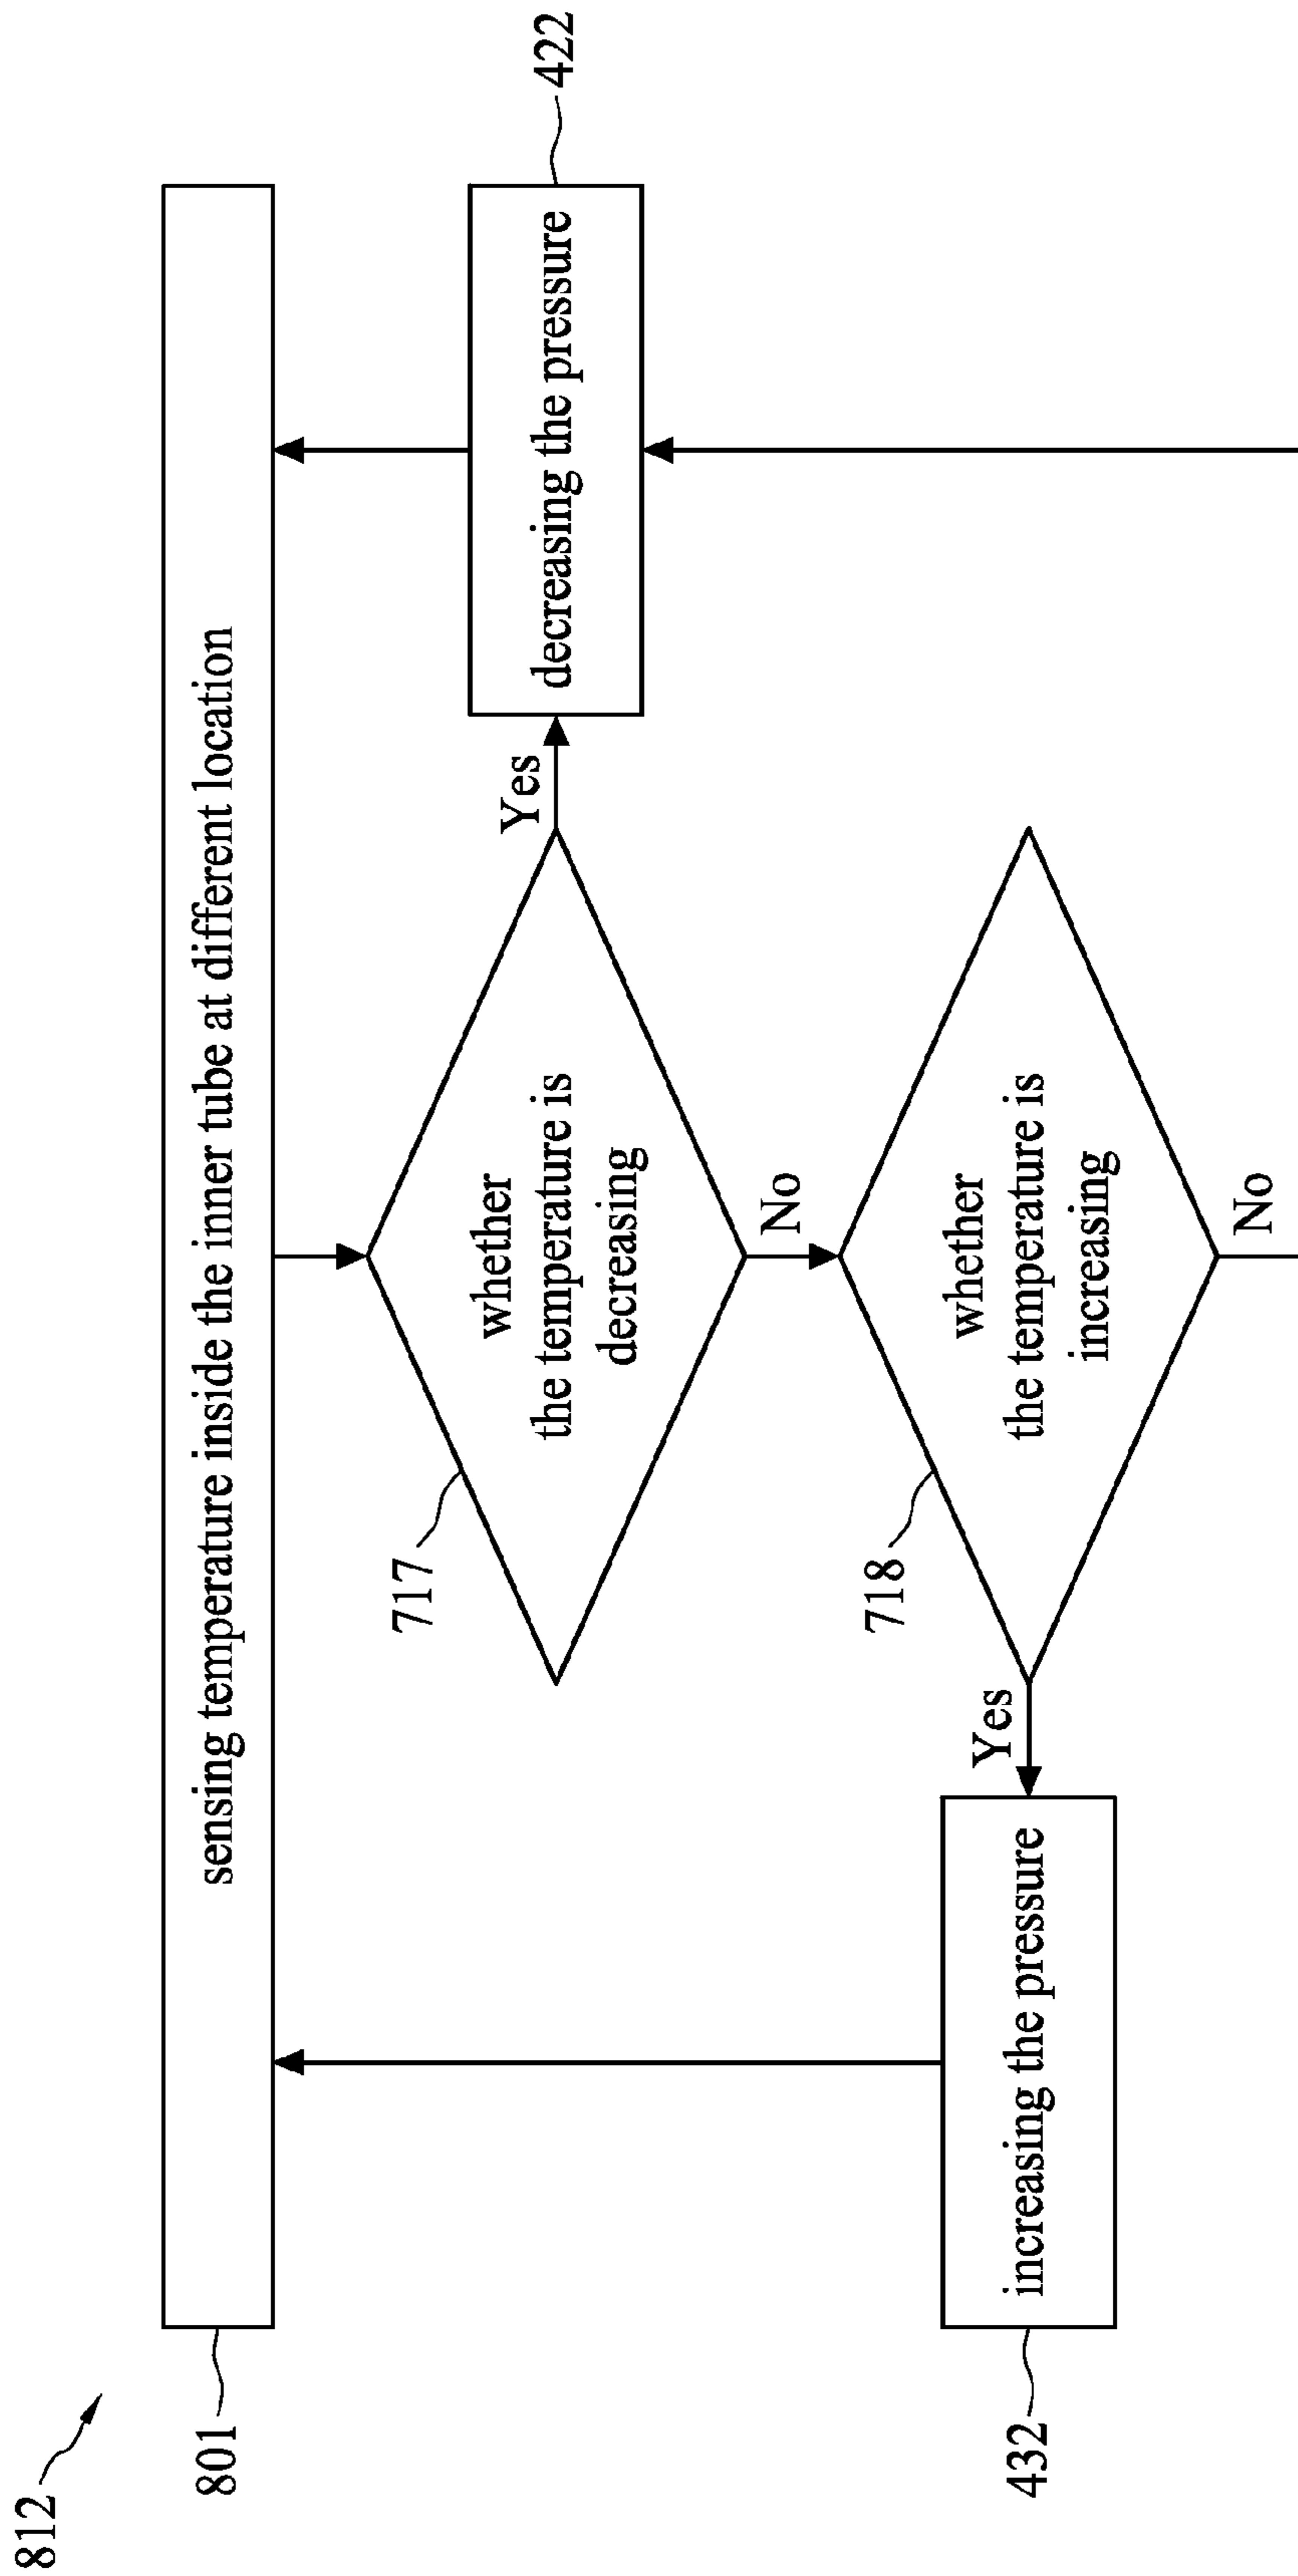 812
801
sensing temperature inside the inner tube at different location
717
whether
the temperature is
decreasing
Yes
decreasing the pressure
422
No
718
whether
the temperature is
increasing
Yes
increasing the pressure
432
No